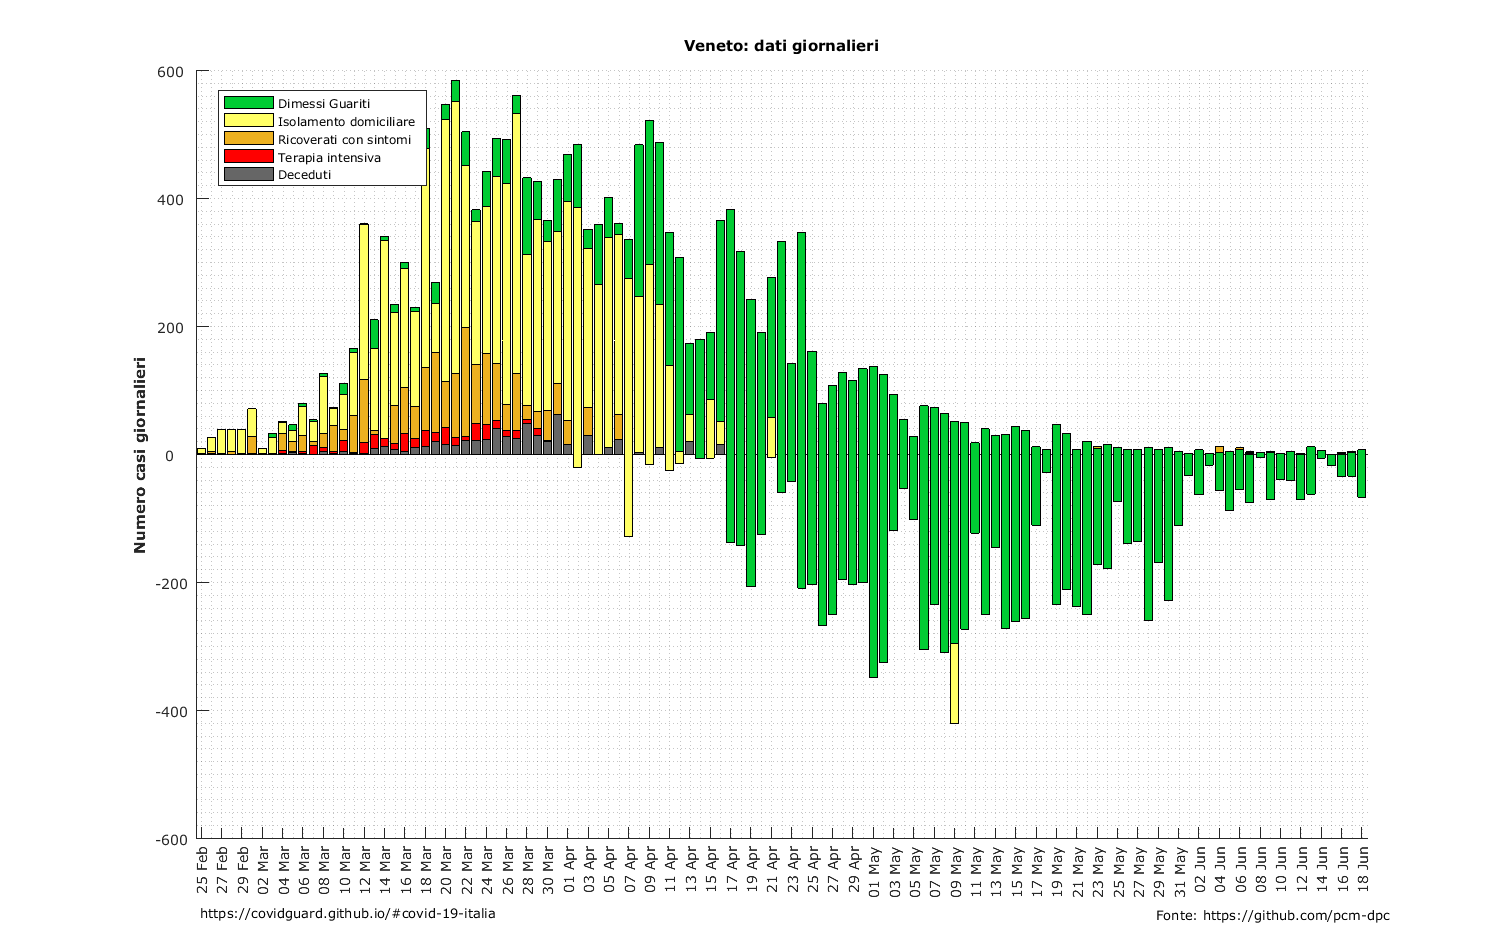 Veneto: dati giornalieri
600
400
200
0
-200
-400
-600
Numero casi giornalieri
Dimessi Guariti
Isolamento domiciliare
Ricoverati con sintomi
Terapia intensiva
Deceduti
25 Feb
27 Feb
29 Feb
02 Mar
04 Mar
06 Mar
08 Mar
10 Mar
12 Mar
14 Mar
16 Mar
18 Mar
20 Mar
22 Mar
24 Mar
26 Mar
28 Mar
30 Mar
01 Apr
03 Apr
05 Apr
07 Apr
09 Apr
11 Apr
13 Apr
15 Apr
17 Apr
19 Apr
21 Apr
23 Apr
25 Apr
27 Apr
29 Apr
01 May
03 May
05 May
07 May
09 May
11 May
13 May
15 May
17 May
19 May
21 May
23 May
25 May
27 May
29 May
31 May
02 Jun
04 Jun
06 Jun
08 Jun
10 Jun
12 Jun
14 Jun
16 Jun
18 Jun
https://covidguard.github.io/#covid-19-italia
Fonte: https://github.com/pcm-dpc